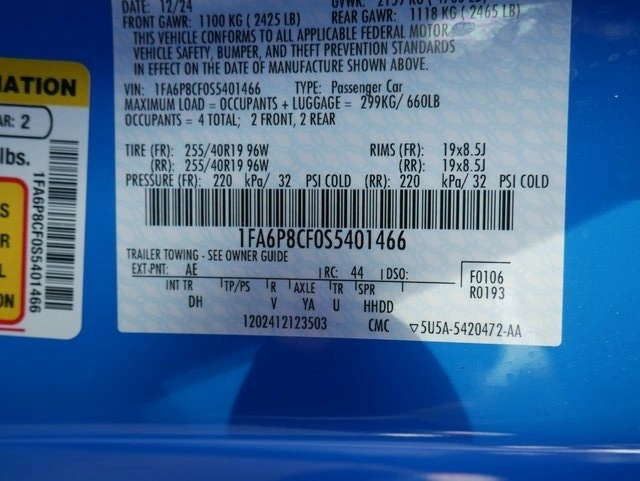 DATE: 12/24
FRONT GAWR: 1100 KG ( 2425 LB)
REAR GAWR: 1118 KG ( 2465 LB)
THIS VEHICLE CONFORMS TO ALL APPLICABLE FEDERAL MOTOR
VEHICLE SAFETY, BUMPER, AND THEFT PREVENTION STANDARDS
IN EFFECT ON THE DATE OF MANUFACTURE SHOWN ABOVE.
VIN: 1FA6P8CF0S5401466 TYPE: Passenger Car
MAXIMUM LOAD = OCCUPANTS + LUGGAGE = 299KG/ 660LB
OCCUPANTS = 4 TOTAL; 2 FRONT, 2 REAR
TIRE (FR): 255/40R19 96W RIMS (FR): 19x8.5J
(RR): 255/40R19 96W (RR): 19x8.5J
PRESSURE (FR): 220 kPa/ 32 PSI COLD (RR): 220 kPa/ 32 PSI COLD
1FA6P8CF0S5401466
TRAILER TOWING - SEE OWNER GUIDE
EXT-PNT: AE RC: 44 DSO:
F0106
R0193
INT TR TP/PS R AXLE TR SPR
DH V YA U HHDD
1202412123503 CMC ▽5U5A-5420472-AA
MATION
AR: 2
lbs.
S
R
L
ON
1FA6P8CF0S5401466